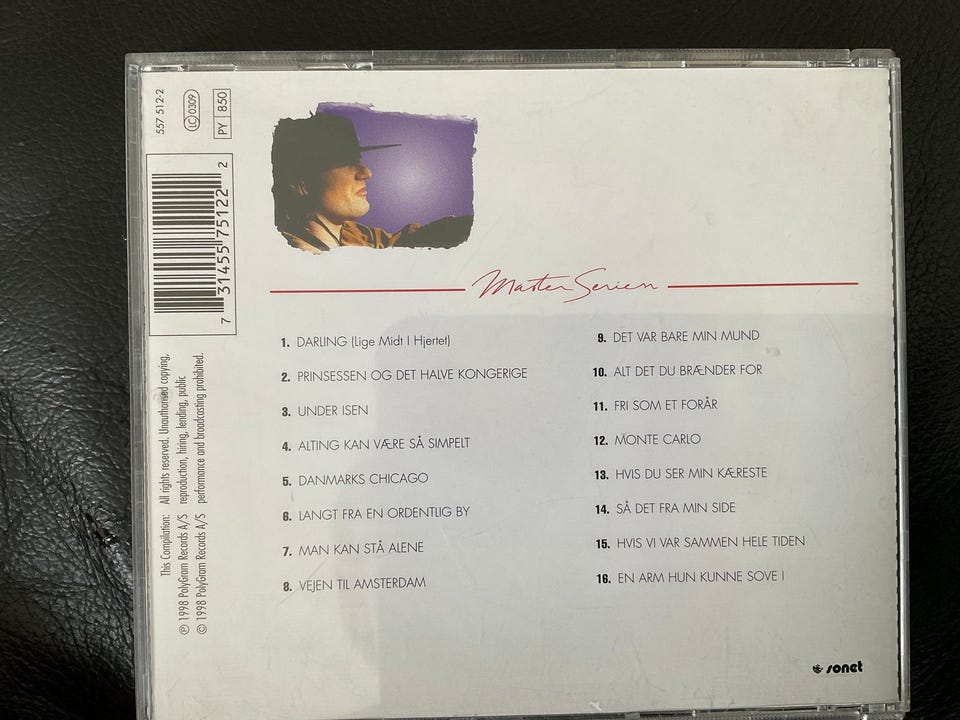 557 512-2
LC 0309
PY 850
7 31455 75122 2
This Compilation: All rights reserved. Unauthorised copying,
℗ 1998 PolyGram Records A/S reproduction, hiring, lending, public
© 1998 PolyGram Records A/S performance and broadcasting prohibited.
Master Serien
1. DARLING (Lige Midt I Hjertet)
2. PRINSESSEN OG DET HALVE KONGERIGE
3. UNDER ISEN
4. ALTING KAN VÆRE SÅ SIMPELT
5. DANMARKS CHICAGO
6. LANGT FRA EN ORDENTLIG BY
7. MAN KAN STÅ ALENE
8. VEJEN TIL AMSTERDAM
9. DET VAR BARE MIN MUND
10. ALT DET DU BRÆNDER FOR
11. FRI SOM ET FORÅR
12. MONTE CARLO
13. HVIS DU SER MIN KÆRESTE
14. SÅ DET FRA MIN SIDE
15. HVIS VI VAR SAMMEN HELE TIDEN
16. EN ARM HUN KUNNE SOVE I
sonet